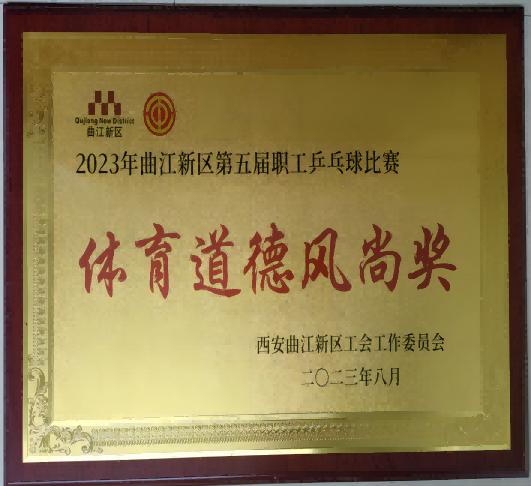 Qujiang New District
曲江新区
2023年曲江新区第五届职工乒乓球比赛
体育道德风尚奖
西安曲江新区工会工作委员会
二〇二三年八月